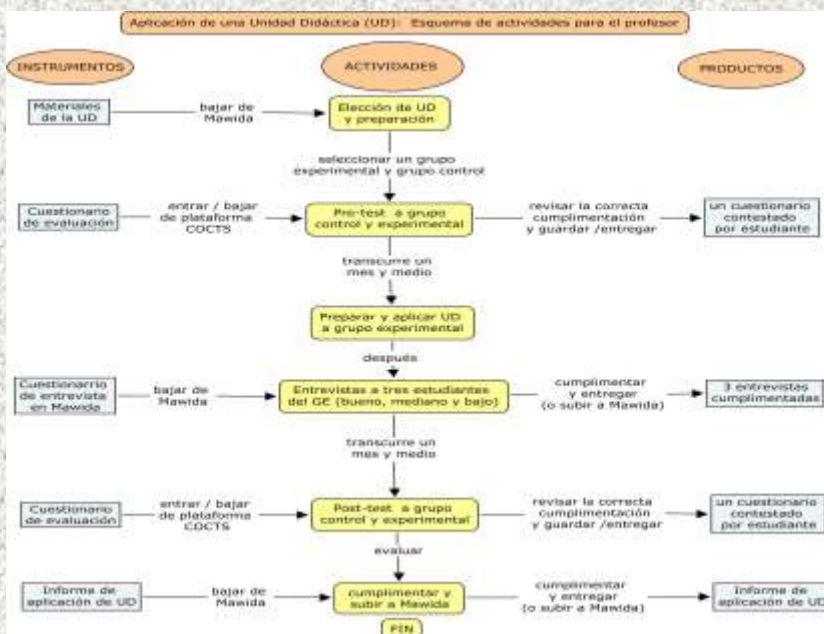 Aplicación de una Unidad Didáctica (UD): Esquema de actividades para el profesor
INSTRUMENTOS
ACTIVIDADES
PRODUCTOS
Materiales
de la UD
bajar de
Mawida
Elección de UD
y preparación
seleccionar un grupo
experimental y grupo control
Cuestionario
de evaluación
entrar / bajar
de plataforma
COCTS
Pre-test a grupo
control y experimental
revisar la correcta
cumplimentación
y guardar /entregar
un cuestionario
contestado
por estudiante
transcurre un
mes y medio
Preparar y aplicar UD
a grupo experimental
después
Cuestionarrio
de entrevista
en Mawida
bajar de
Mawida
Entrevistas a tres estudiantes
del GE (bueno, mediano y bajo)
cumplimentar
y entregar
(o subir a Mawida)
3 entrevistas
cumplimentadas
transcurre un
mes y medio
Cuestionario
de evaluación
entrar / bajar
de plataforma
COCTS
Post-test a grupo
control y experimental
revisar la correcta
cumplimentación
y guardar /entregar
un cuestionario
contestado
por estudiante
evaluar
Informe de
aplicación de UD
bajar de
Mawida
cumplimentar y
subir a Mawida
cumplimentar
y entregar
(o subir a Mawida)
Informe de
aplicación de UD
FIN